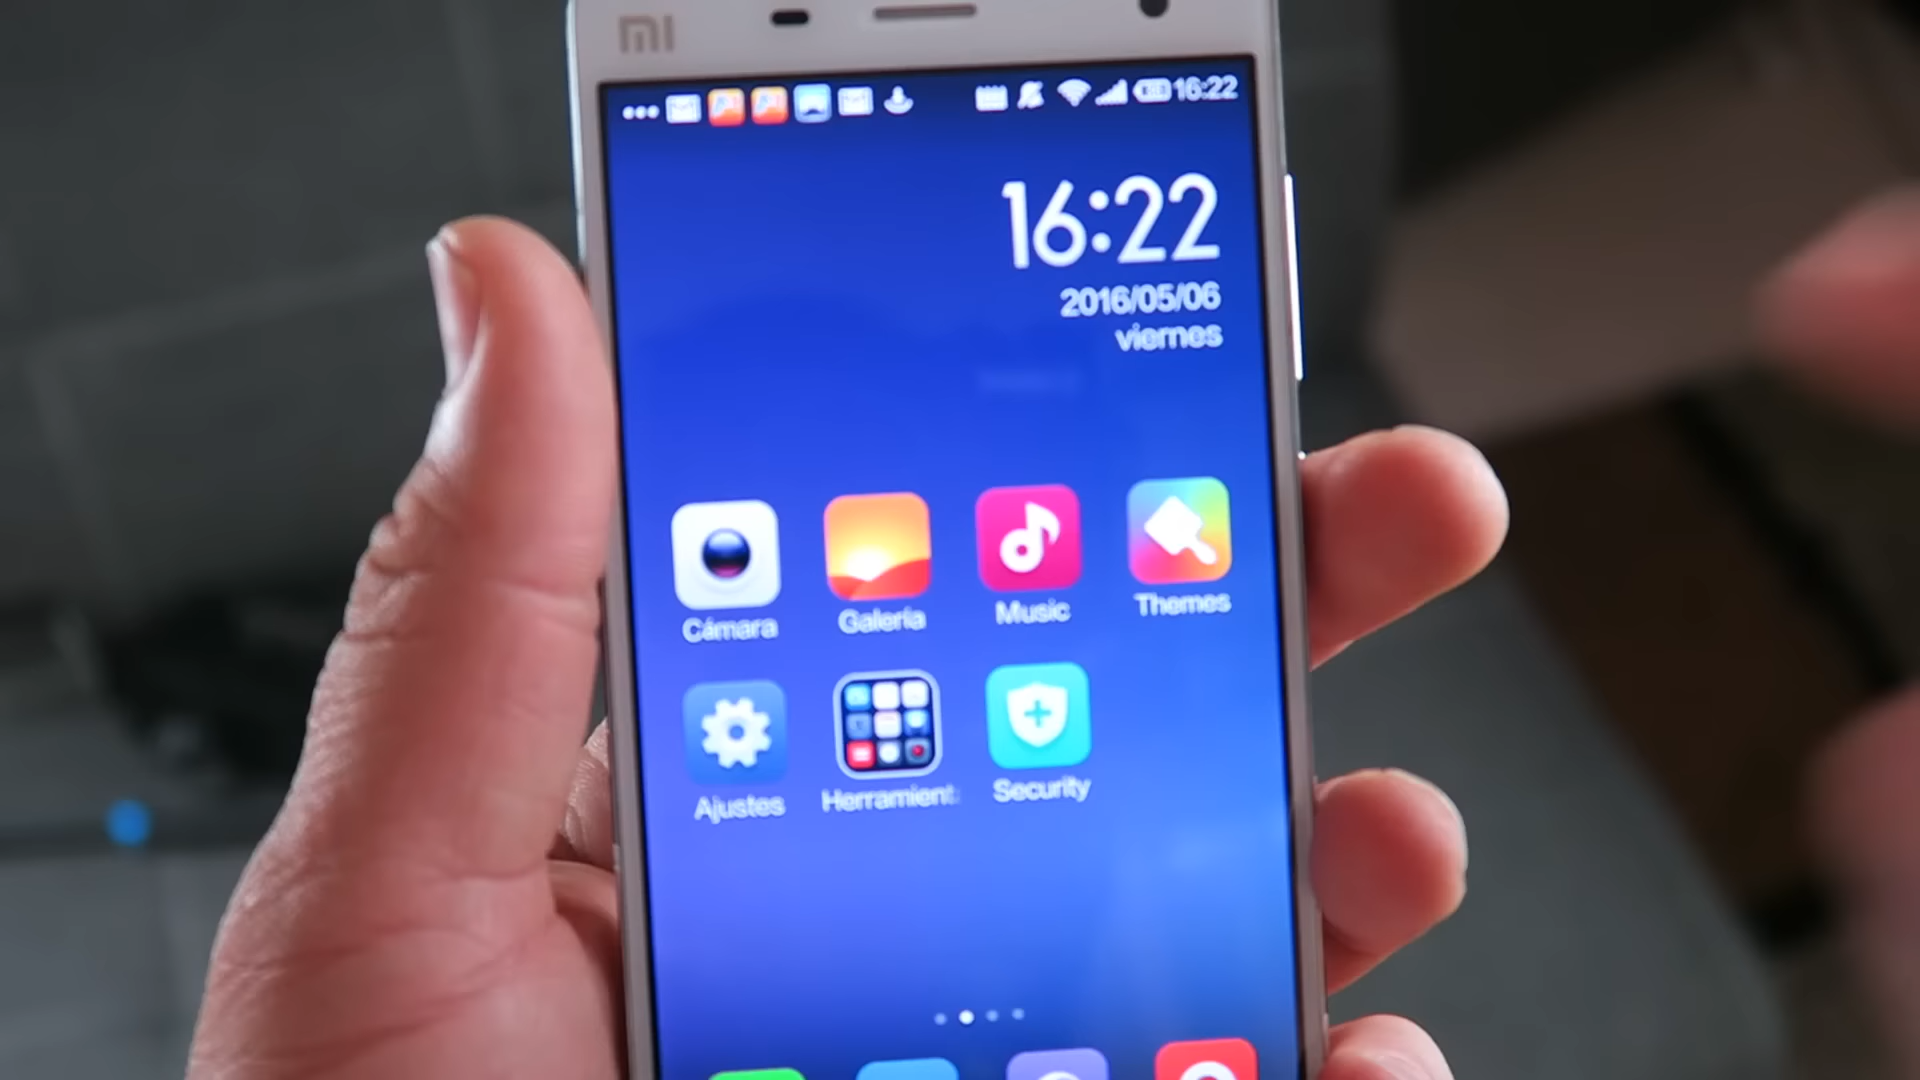 MI
16:22
16:22
2016/05/06
viernes
Cámara
Galería
Music
Themes
Ajustes
Herramient
Security